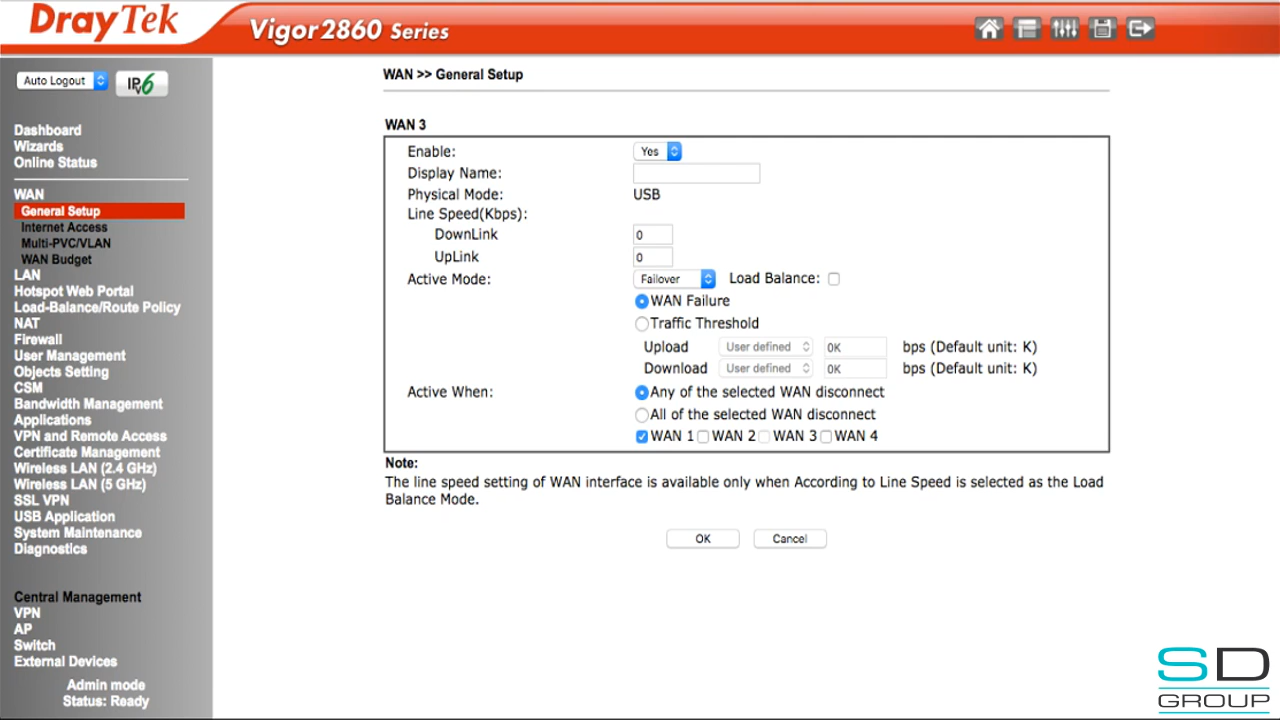 DrayTek
Vigor2860 Series
Auto Logout
IPv6
Dashboard
Wizards
Online Status
WAN
General Setup
Internet Access
Multi-PVC/VLAN
WAN Budget
LAN
Hotspot Web Portal
Load-Balance/Route Policy
NAT
Firewall
User Management
Objects Setting
CSM
Bandwidth Management
Applications
VPN and Remote Access
Certificate Management
Wireless LAN (2.4 GHz)
Wireless LAN (5 GHz)
SSL VPN
USB Application
System Maintenance
Diagnostics
Central Management
VPN
AP
Switch
External Devices
Admin mode
Status: Ready
WAN >> General Setup
WAN 3
Enable: Yes
Display Name:
Physical Mode: USB
Line Speed(Kbps):
DownLink 0
UpLink 0
Active Mode: Failover Load Balance:
WAN Failure
Traffic Threshold
Upload User defined 0K bps (Default unit: K)
Download User defined 0K bps (Default unit: K)
Active When: Any of the selected WAN disconnect
All of the selected WAN disconnect
WAN 1 WAN 2 WAN 3 WAN 4
Note:
The line speed setting of WAN interface is available only when According to Line Speed is selected as the Load
Balance Mode.
OK Cancel
SD
GROUP